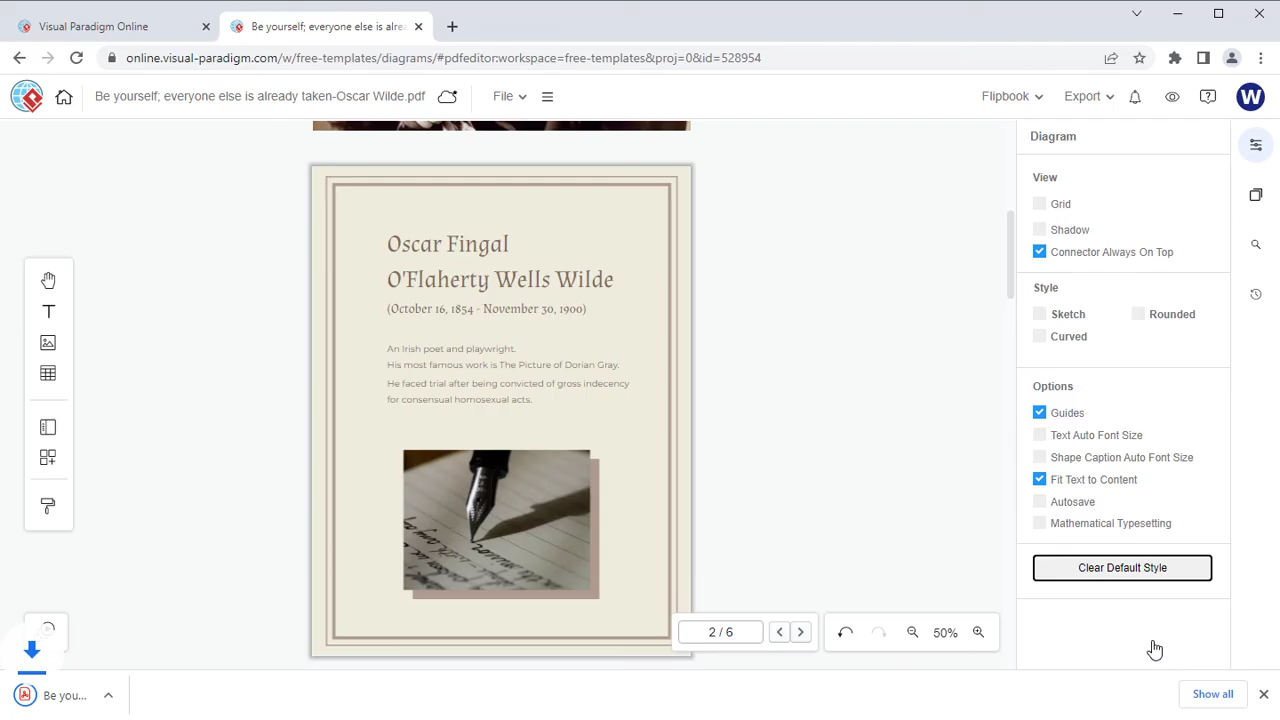 Visual Paradigm Online
Be yourself; everyone else is alrea
online.visual-paradigm.com/w/free-templates/diagrams/#pdfeditor:workspace=free-templates&proj=0&id=528954
Be yourself; everyone else is already taken-Oscar Wilde.pdf
File
Flipbook
Export
W
Oscar Fingal
O'Flaherty Wells Wilde
(October 16, 1854 - November 30, 1900)
An Irish poet and playwright.
His most famous work is The Picture of Dorian Gray.
He faced trial after being convicted of gross indecency
for consensual homosexual acts.
2 / 6
50%
Diagram
View
Grid
Shadow
Connector Always On Top
Style
Sketch
Rounded
Curved
Options
Guides
Text Auto Font Size
Shape Caption Auto Font Size
Fit Text to Content
Autosave
Mathematical Typesetting
Clear Default Style
Be you...
Show all